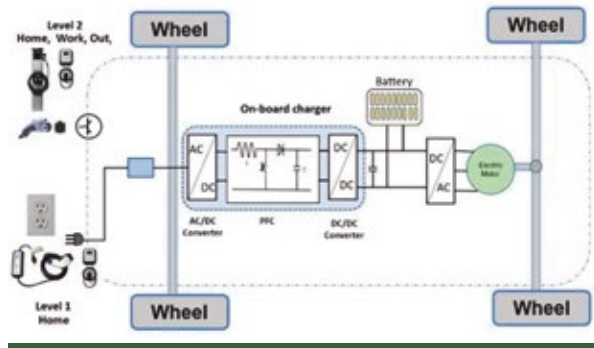 Level 2
Home, Work, Out,
Wheel
Wheel
Battery
On-board charger
AC
DC
DC
DC
DC
AC
Electric
Motor
AC/DC
Converter
PFC
DC/DC
Converter
Level 1
Home
Wheel
Wheel